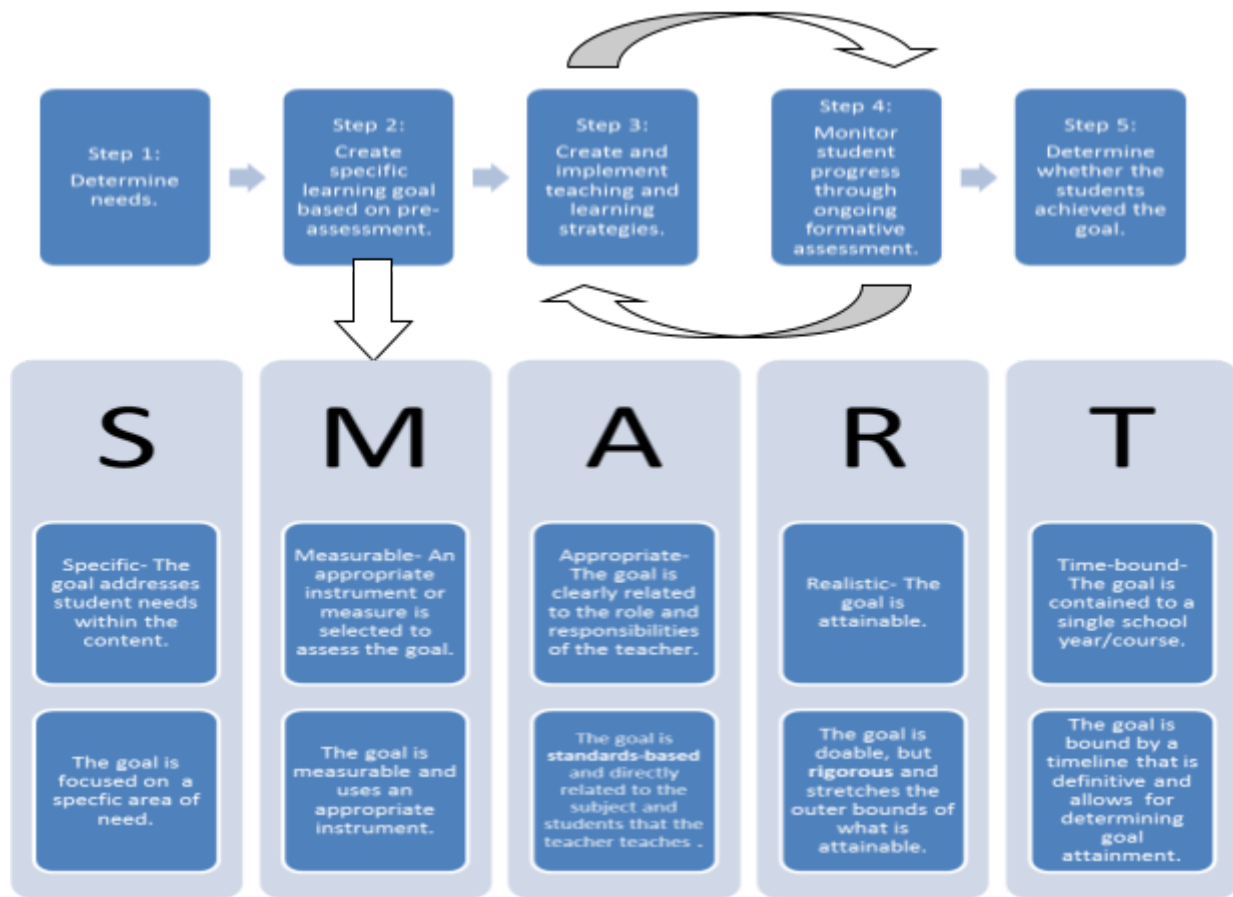 Step 1:
Determine
needs.
Step 2:
Create
specific
learning goal
based on pre-
assessment.
Step 3:
Create and
implement
teaching and
learning
strategies.
Step 4:
Monitor
student
progress
through
ongoing
formative
assessment.
Step 5:
Determine
whether the
students
achieved the
goal.
S
Specific- The
goal addresses
student needs
within the
content.
The goal is
focused on a
specfic area of
need.
M
Measurable- An
appropriate
instrument or
measure is
selected to
assess the goal.
The goal is
measurable and
uses an
appropriate
instrument.
A
Appropriate-
The goal is
clearly related to
the role and
responsibilities
of the teacher.
The goal is
standards-based
and directly
related to the
subject and
students that the
teacher teaches .
R
Realistic- The
goal is
attainable.
The goal is
doable, but
rigorous and
stretches the
outer bounds of
what is
attainable.
T
Time-bound-
The goal is
contained to a
single school
year/course.
The goal is
bound by a
timeline that is
definitive and
allows for
determining
goal
attainment.